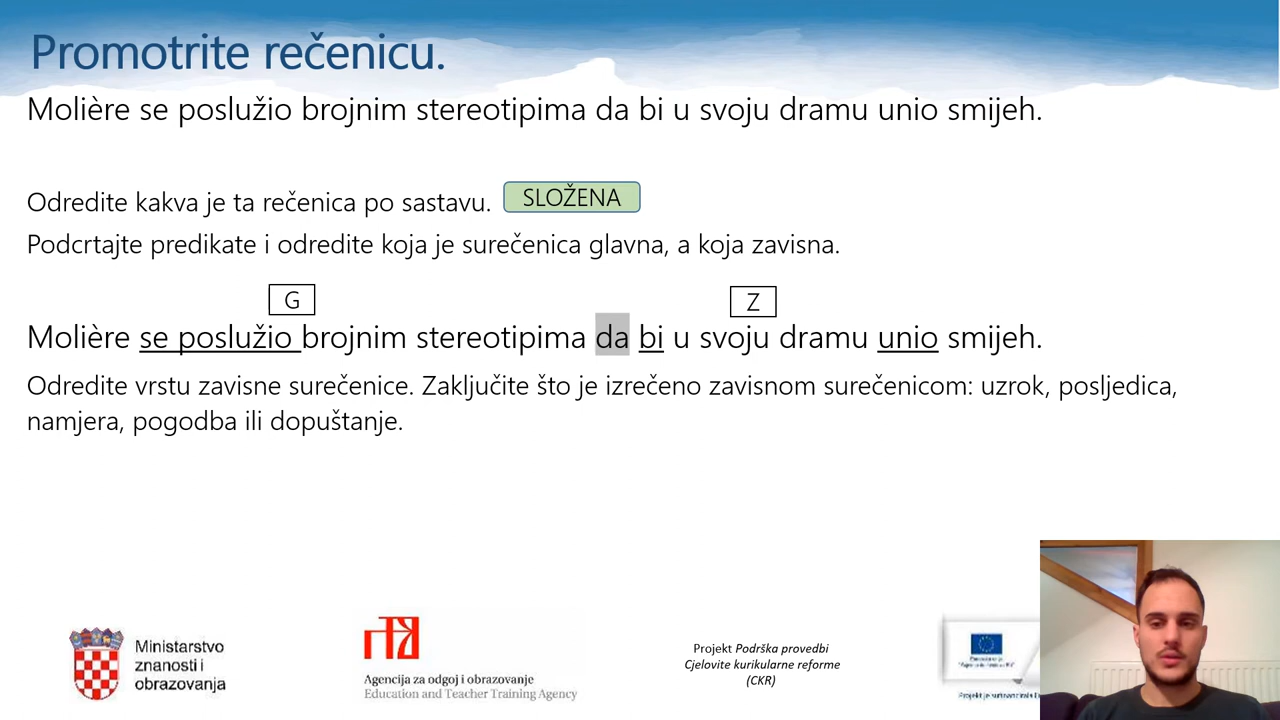 Promotrite rečenicu.
Molière se poslužio brojnim stereotipima da bi u svoju dramu unio smijeh.
Odredite kakva je ta rečenica po sastavu. SLOŽENA
Podcrtajte predikate i odredite koja je surečenica glavna, a koja zavisna.
G Z
Molière se poslužio brojnim stereotipima da bi u svoju dramu unio smijeh.
Odredite vrstu zavisne surečenice. Zaključite što je izrečeno zavisnom surečenicom: uzrok, posljedica,
namjera, pogodba ili dopuštanje.
Ministarstvo
znanosti i
obrazovanja
Agencija za odgoj i obrazovanje
Education and Teacher Training Agency
Projekt Podrška provedbi
Cjelovite kurikularne reforme
(CKR)
Projekt je sufinancirala